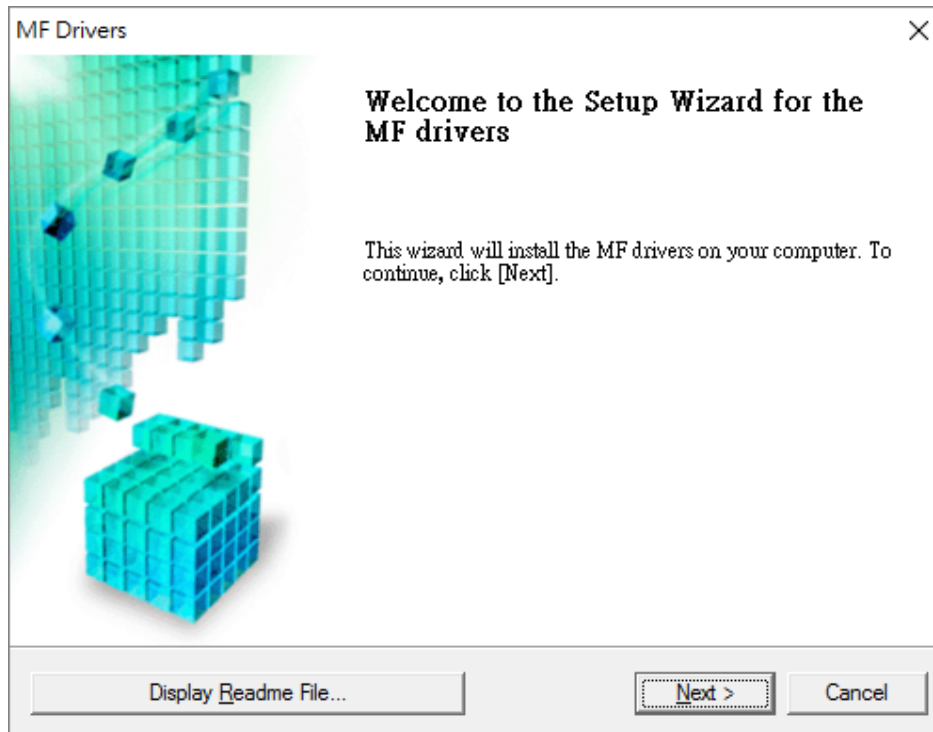 MF Drivers
Welcome to the Setup Wizard for the
MF drivers
This wizard will install the MF drivers on your computer. To
continue, click [Next].
Display Readme File...
Next >
Cancel